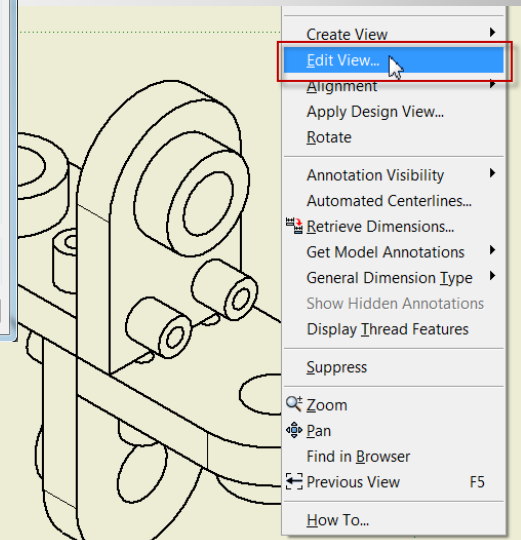 Create View
Edit View...
Alignment
Apply Design View...
Rotate
Annotation Visibility
Automated Centerlines...
Retrieve Dimensions...
Get Model Annotations
General Dimension Type
Show Hidden Annotations
Display Thread Features
Suppress
Zoom
Pan
Find in Browser
Previous View F5
How To...